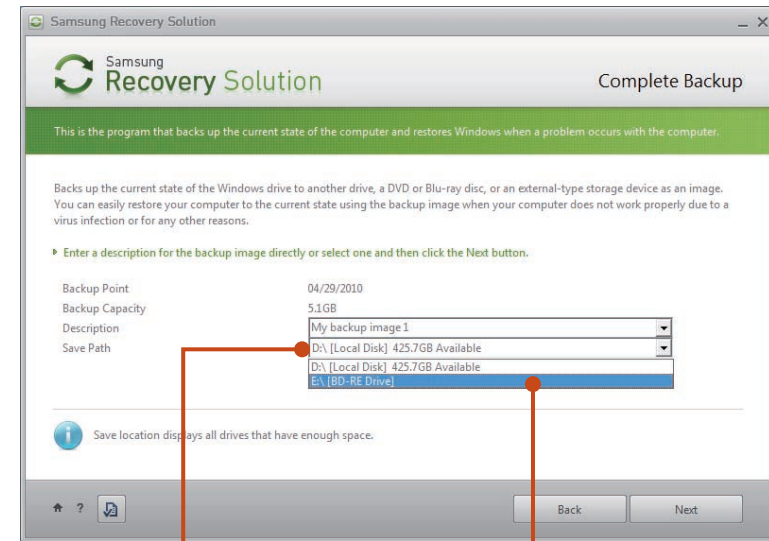 Samsung Recovery Solution
Samsung
Recovery Solution
Complete Backup
This is the program that backs up the current state of the computer and restores Windows when a problem occurs with the computer.
Backs up the current state of the Windows drive to another drive, a DVD or Blu-ray disc, or an external-type storage device as an image.
You can easily restore your computer to the current state using the backup image when your computer does not work properly due to a
virus infection or for any other reasons.
Enter a description for the backup image directly or select one and then click the Next button.
Backup Point 04/29/2010
Backup Capacity 5.1GB
Description My backup image 1
Save Path D:\ [Local Disk] 425.7GB Available
D:\ [Local Disk] 425.7GB Available
E:\ [BD-RE Drive]
Save location displays all drives that have enough space.
? Back Next